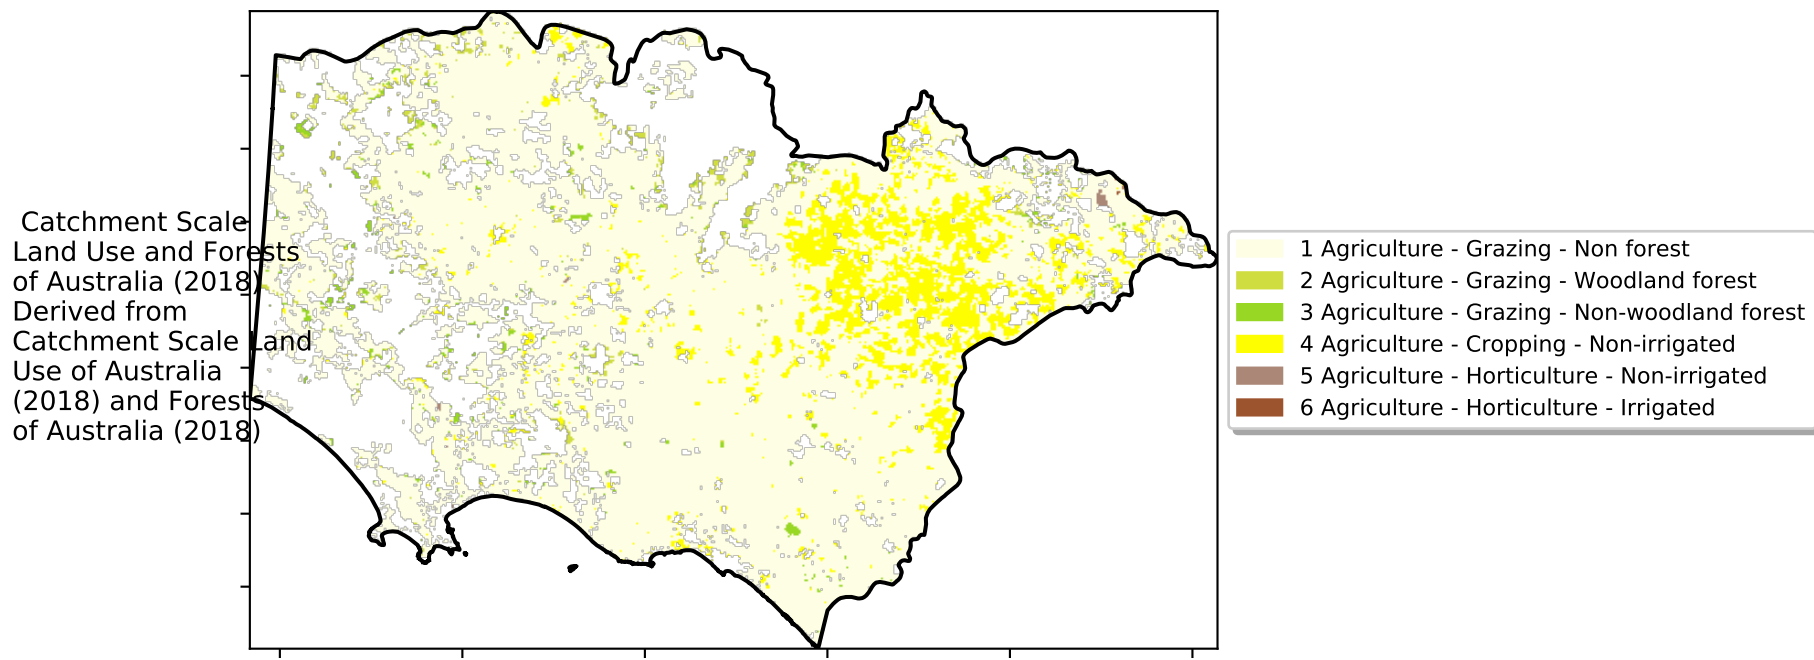 Catchment Scale
Land Use and Forests
of Australia (2018)
Derived from
Catchment Scale Land
Use of Australia
(2018) and Forests
of Australia (2018)
1 Agriculture - Grazing - Non forest
2 Agriculture - Grazing - Woodland forest
3 Agriculture - Grazing - Non-woodland forest
4 Agriculture - Cropping - Non-irrigated
5 Agriculture - Horticulture - Non-irrigated
6 Agriculture - Horticulture - Irrigated